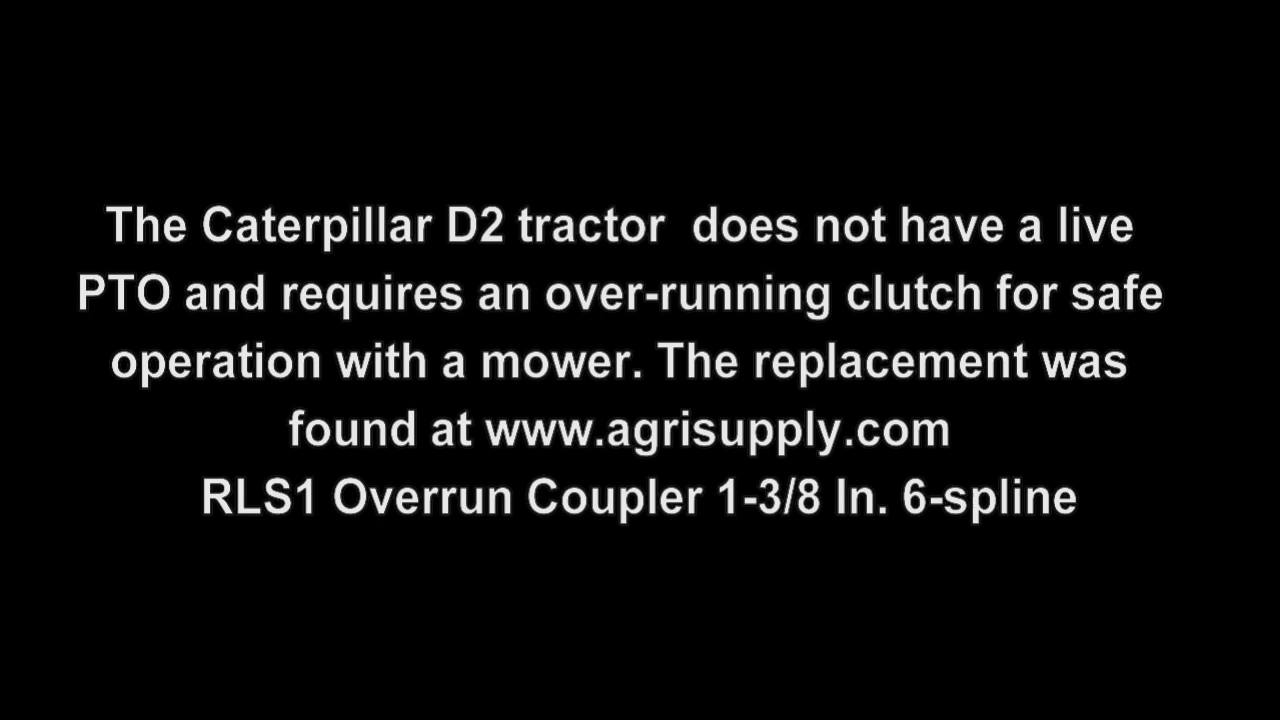 The Caterpillar D2 tractor  does not have a live
PTO and requires an over-running clutch for safe
operation with a mower. The replacement was
found at www.agrisupply.com
RLS1 Overrun Coupler 1-3/8 In. 6-spline